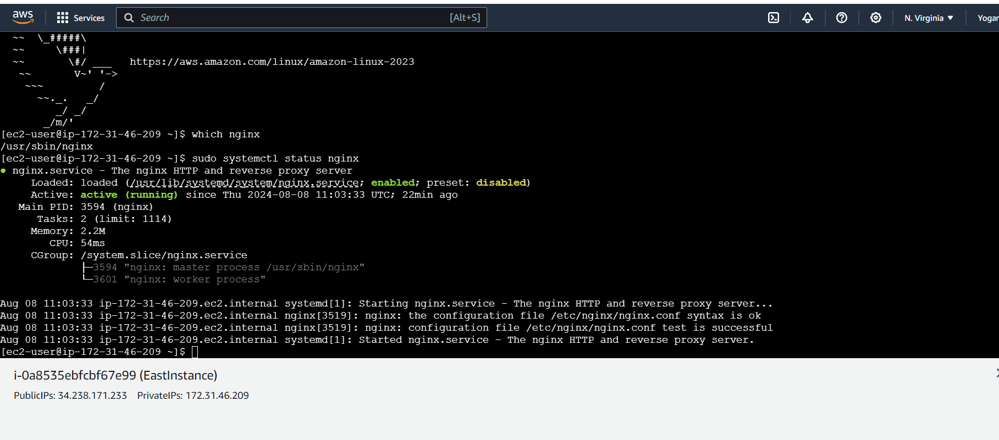 aws Services Search [Alt+S] N. Virginia Yogar
~~ \_#####\
~~ \###|
~~ \#/ ___ https://aws.amazon.com/linux/amazon-linux-2023
~~ V~' '->
~~~ /
~~._. _/
_/ _/
_/m/'
[ec2-user@ip-172-31-46-209 ~]$ which nginx
/usr/sbin/nginx
[ec2-user@ip-172-31-46-209 ~]$ sudo systemctl status nginx
● nginx.service - The nginx HTTP and reverse proxy server
Loaded: loaded (/usr/lib/systemd/system/nginx.service; enabled; preset: disabled)
Active: active (running) since Thu 2024-08-08 11:03:33 UTC; 22min ago
Main PID: 3594 (nginx)
Tasks: 2 (limit: 1114)
Memory: 2.2M
CPU: 54ms
CGroup: /system.slice/nginx.service
├─3594 "nginx: master process /usr/sbin/nginx"
└─3601 "nginx: worker process"
Aug 08 11:03:33 ip-172-31-46-209.ec2.internal systemd[1]: Starting nginx.service - The nginx HTTP and reverse proxy server...
Aug 08 11:03:33 ip-172-31-46-209.ec2.internal nginx[3519]: nginx: the configuration file /etc/nginx/nginx.conf syntax is ok
Aug 08 11:03:33 ip-172-31-46-209.ec2.internal nginx[3519]: nginx: configuration file /etc/nginx/nginx.conf test is successful
Aug 08 11:03:33 ip-172-31-46-209.ec2.internal systemd[1]: Started nginx.service - The nginx HTTP and reverse proxy server.
[ec2-user@ip-172-31-46-209 ~]$
i-0a8535ebfcbf67e99 (EastInstance)
PublicIPs: 34.238.171.233 PrivateIPs: 172.31.46.209